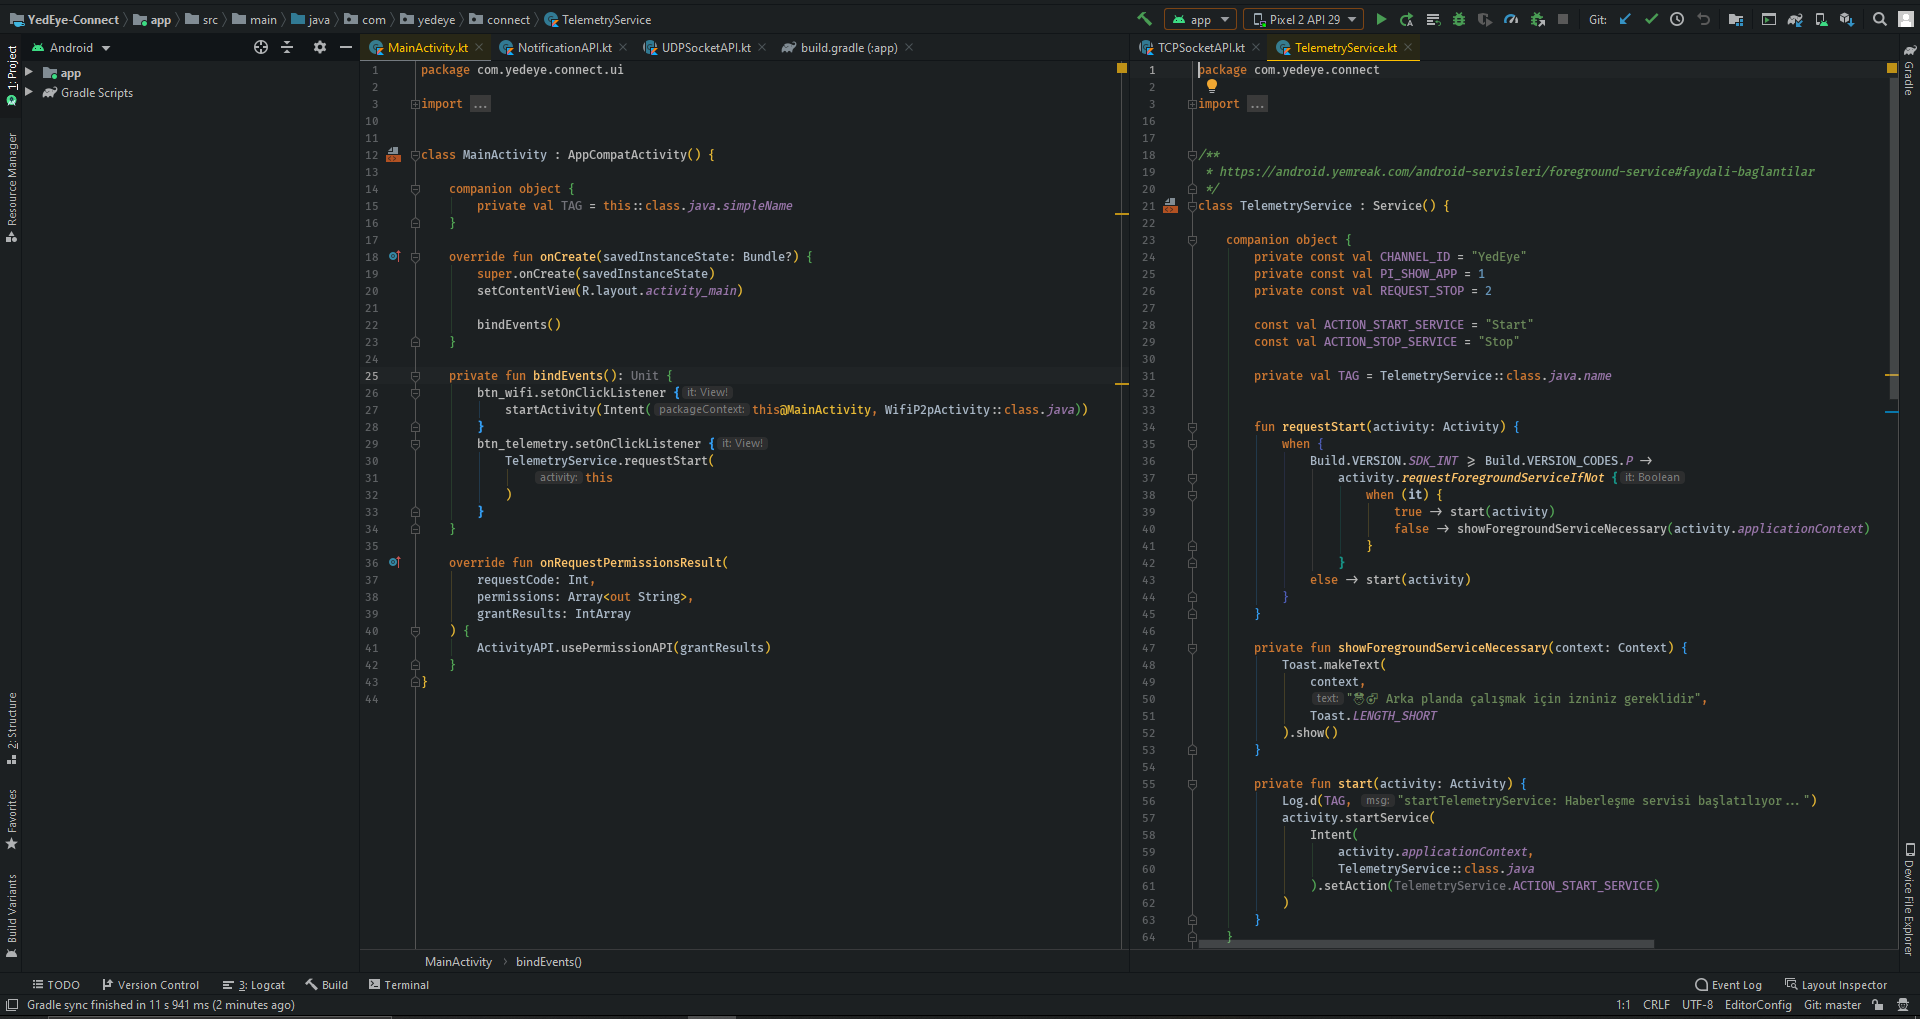 YedEye-Connect app src main java com yedeye connect TelemetryService
app Pixel 2 API 29 Git:
Android
1: Project
Resource Manager
2: Structure
Favorites
Build Variants
app
Gradle Scripts
MainActivity.kt NotificationAPI.kt UDPSocketAPI.kt build.gradle (:app)
1 package com.yedeye.connect.ui
2
3 import ...
10
11
12 class MainActivity : AppCompatActivity() {
13
14 companion object {
15 private val TAG = this::class.java.simpleName
16 }
17
18 override fun onCreate(savedInstanceState: Bundle?) {
19 super.onCreate(savedInstanceState)
20 setContentView(R.layout.activity_main)
21
22 bindEvents()
23 }
24
25 private fun bindEvents(): Unit {
26 btn_wifi.setOnClickListener { it: View!
27 startActivity(Intent( packageContext: this@MainActivity, WifiP2pActivity::class.java))
28 }
29 btn_telemetry.setOnClickListener { it: View!
30 TelemetryService.requestStart(
31 activity: this
32 )
33 }
34 }
35
36 override fun onRequestPermissionsResult(
37 requestCode: Int,
38 permissions: Array<out String>,
39 grantResults: IntArray
40 ) {
41 ActivityAPI.usePermissionAPI(grantResults)
42 }
43 }
44
MainActivity › bindEvents()
TCPSocketAPI.kt TelemetryService.kt
1 package com.yedeye.connect
2
3 import ...
16
17
18 /**
19 * https://android.yemreak.com/android-servisleri/foreground-service#faydali-baglantilar
20 */
21 class TelemetryService : Service() {
22
23 companion object {
24 private const val CHANNEL_ID = "YedEye"
25 private const val PI_SHOW_APP = 1
26 private const val REQUEST_STOP = 2
27
28 const val ACTION_START_SERVICE = "Start"
29 const val ACTION_STOP_SERVICE = "Stop"
30
31 private val TAG = TelemetryService::class.java.name
32
33
34 fun requestStart(activity: Activity) {
35 when {
36 Build.VERSION.SDK_INT >= Build.VERSION_CODES.P ->
37 activity.requestForegroundServiceIfNot { it: Boolean
38 when (it) {
39 true -> start(activity)
40 false -> showForegroundServiceNecessary(activity.applicationContext)
41 }
42 }
43 else -> start(activity)
44 }
45 }
46
47 private fun showForegroundServiceNecessary(context: Context) {
48 Toast.makeText(
49 context,
50 text: " Arka planda çalışmak için izniniz gereklidir",
51 Toast.LENGTH_SHORT
52 ).show()
53 }
54
55 private fun start(activity: Activity) {
56 Log.d(TAG, msg: "startTelemetryService: Haberleşme servisi başlatılıyor...")
57 activity.startService(
58 Intent(
59 activity.applicationContext,
60 TelemetryService::class.java
61 ).setAction(TelemetryService.ACTION_START_SERVICE)
62 )
63 }
64 }
Gradle
Device File Explorer
TODO Version Control 3: Logcat Build Terminal Event Log Layout Inspector
Gradle sync finished in 11 s 941 ms (2 minutes ago) 1:1 CRLF UTF-8 EditorConfig Git: master